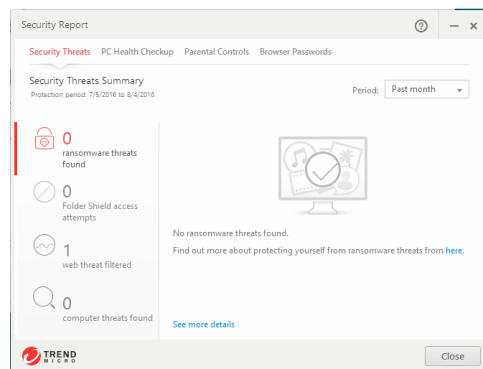 Security Report
Security Threats PC Health Checkup Parental Controls Browser Passwords
Security Threats Summary
Protection period: 7/5/2016 to 8/4/2016
Period: Past month
0
ransomware threats
found
0
Folder Shield access
attempts
1
web threat filtered
0
computer threats found
No ransomware threats found.
Find out more about protecting yourself from ransomware threats from here.
See more details
TREND
MICRO
Close